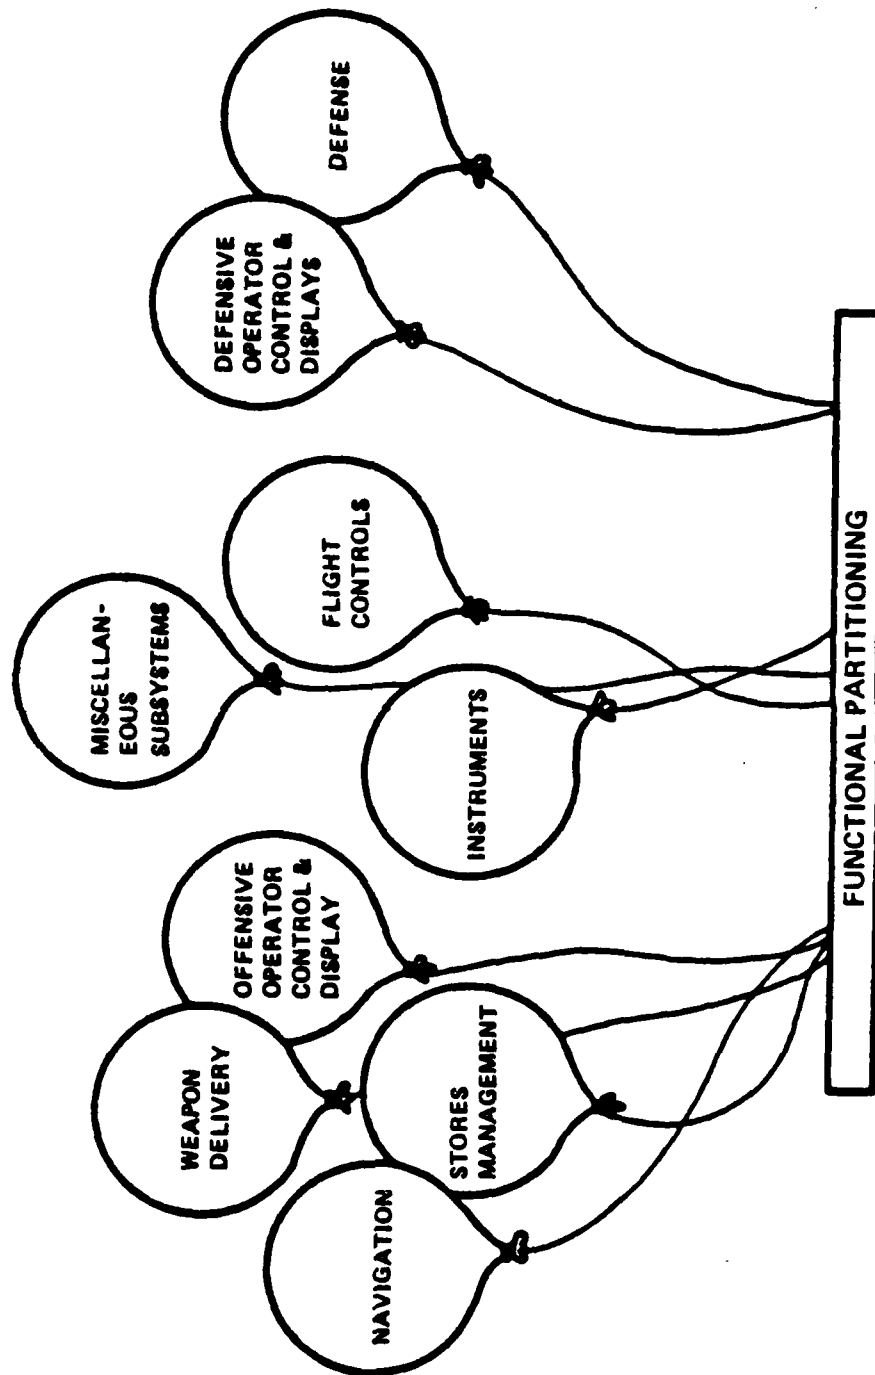 NAVIGATION
WEAPON
DELIVERY
STORES
MANAGEMENT
OFFENSIVE
OPERATOR
CONTROL &
DISPLAY
MISCELLAN-
EOUS
SUBSYSTEMS
INSTRUMENTS
FLIGHT
CONTROLS
DEFENSIVE
OPERATOR
CONTROL &
DISPLAYS
DEFENSE
FUNCTIONAL PARTITIONING